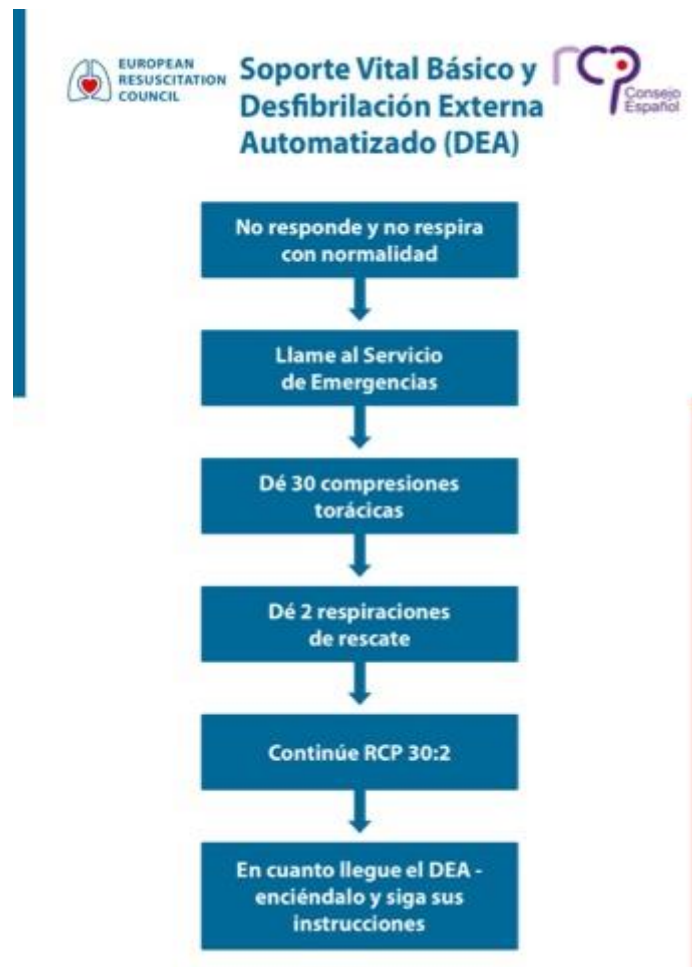 EUROPEAN
RESUSCITATION
COUNCIL
Soporte Vital Básico y
Desfibrilación Externa
Automatizado (DEA)
rcp
Consejo
Español
No responde y no respira
con normalidad
Llame al Servicio
de Emergencias
Dé 30 compresiones
torácicas
Dé 2 respiraciones
de rescate
Continúe RCP 30:2
En cuanto llegue el DEA -
enciéndalo y siga sus
instrucciones